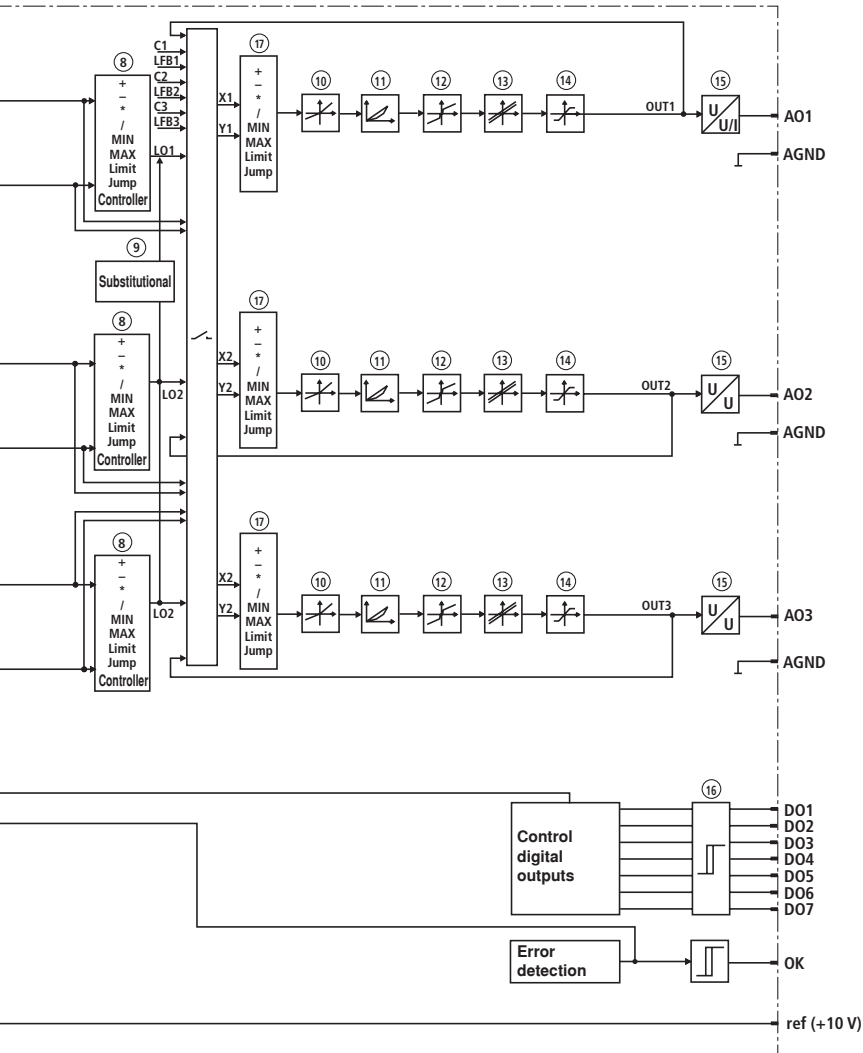 8
+
–
*
/
MIN
MAX
Limit
Jump
Controller
C1
LFB1
C2
LFB2
C3
LFB3
LO1
X1
Y1
17
+
–
*
/
MIN
MAX
Limit
Jump
10
11
12
13
14
OUT1
15
U
U/I
AO1
AGND
9
Substitutional
8
+
–
*
/
MIN
MAX
Limit
Jump
Controller
LO2
X2
Y2
17
+
–
*
/
MIN
MAX
Limit
Jump
10
11
12
13
14
OUT2
15
U
U
AO2
AGND
8
+
–
*
/
MIN
MAX
Limit
Jump
Controller
LO2
X2
Y2
17
+
–
*
/
MIN
MAX
Limit
Jump
10
11
12
13
14
OUT3
15
U
U
AO3
AGND
Control
digital
outputs
16
DO1
DO2
DO3
DO4
DO5
DO6
DO7
Error
detection
OK
ref (+10 V)